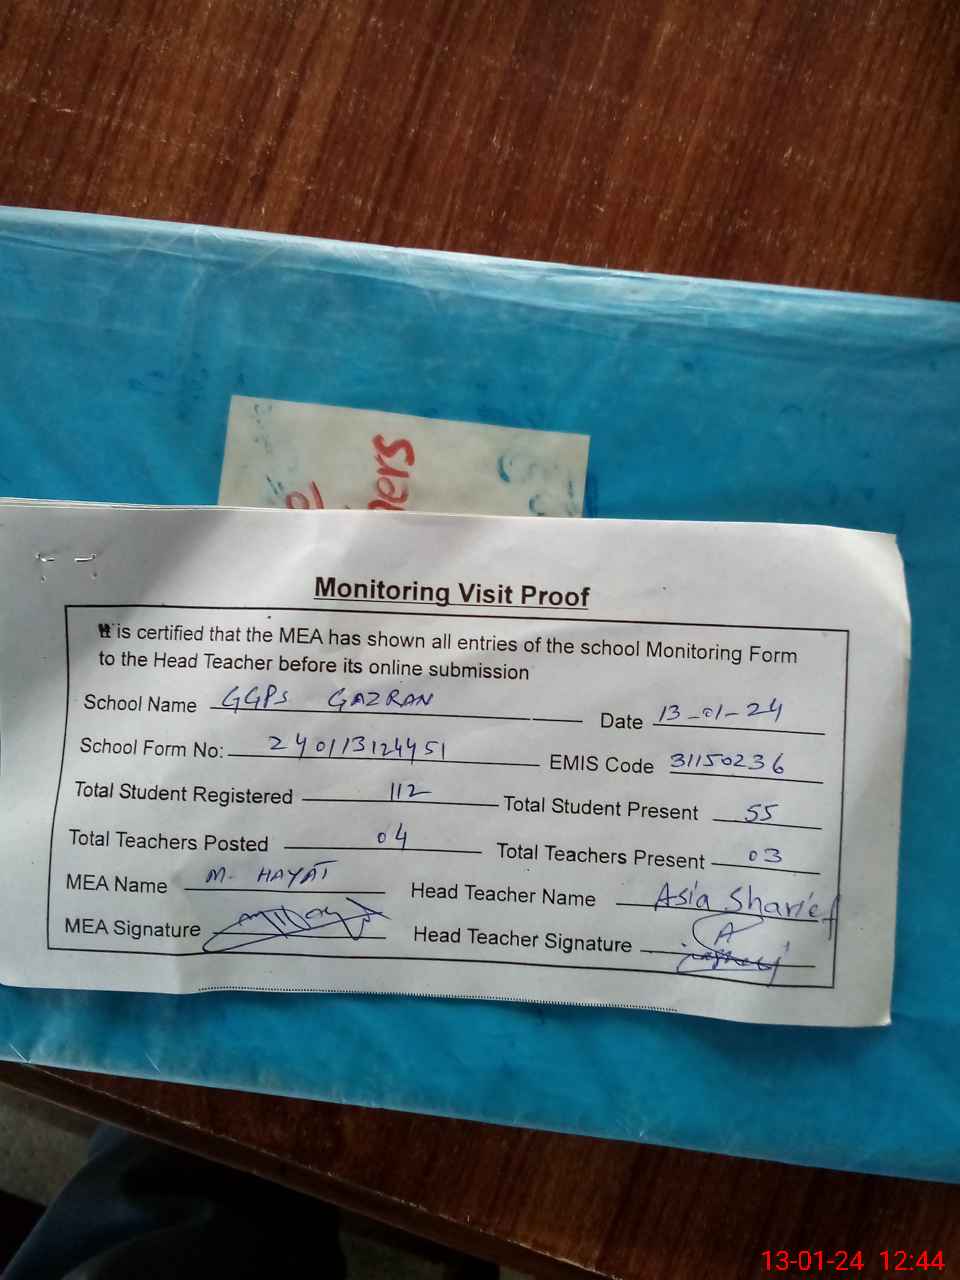 ners
Monitoring Visit Proof
It is certified that the MEA has shown all entries of the school Monitoring Form
to the Head Teacher before its online submission
School Name GGPS GAZRAN Date 13-01-24
School Form No: 240113124451 EMIS Code 31150236
Total Student Registered 112 Total Student Present 55
Total Teachers Posted 04 Total Teachers Present 03
MEA Name M. HAYAT Head Teacher Name Asia Sharief
MEA Signature Head Teacher Signature
13-01-24 12:44